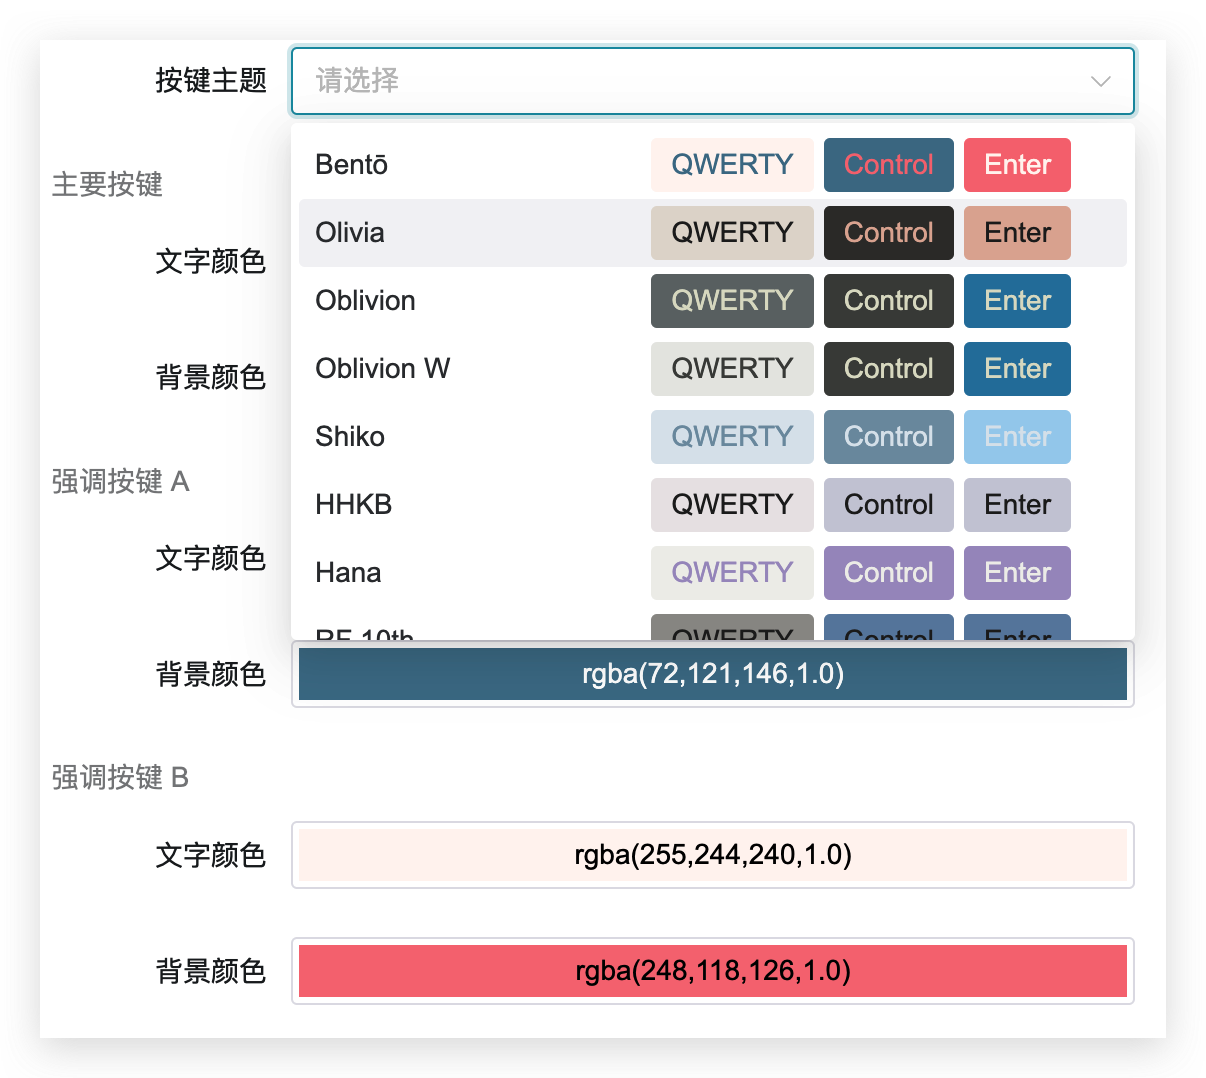 按键主题 请选择
Bentō QWERTY Control Enter
主要按键
Olivia QWERTY Control Enter
文字颜色
Oblivion QWERTY Control Enter
背景颜色
Oblivion W QWERTY Control Enter
Shiko QWERTY Control Enter
强调按键 A
HHKB QWERTY Control Enter
文字颜色
Hana QWERTY Control Enter
QWERTY Control Enter
背景颜色 rgba(72,121,146,1.0)
强调按键 B
文字颜色 rgba(255,244,240,1.0)
背景颜色 rgba(248,118,126,1.0)